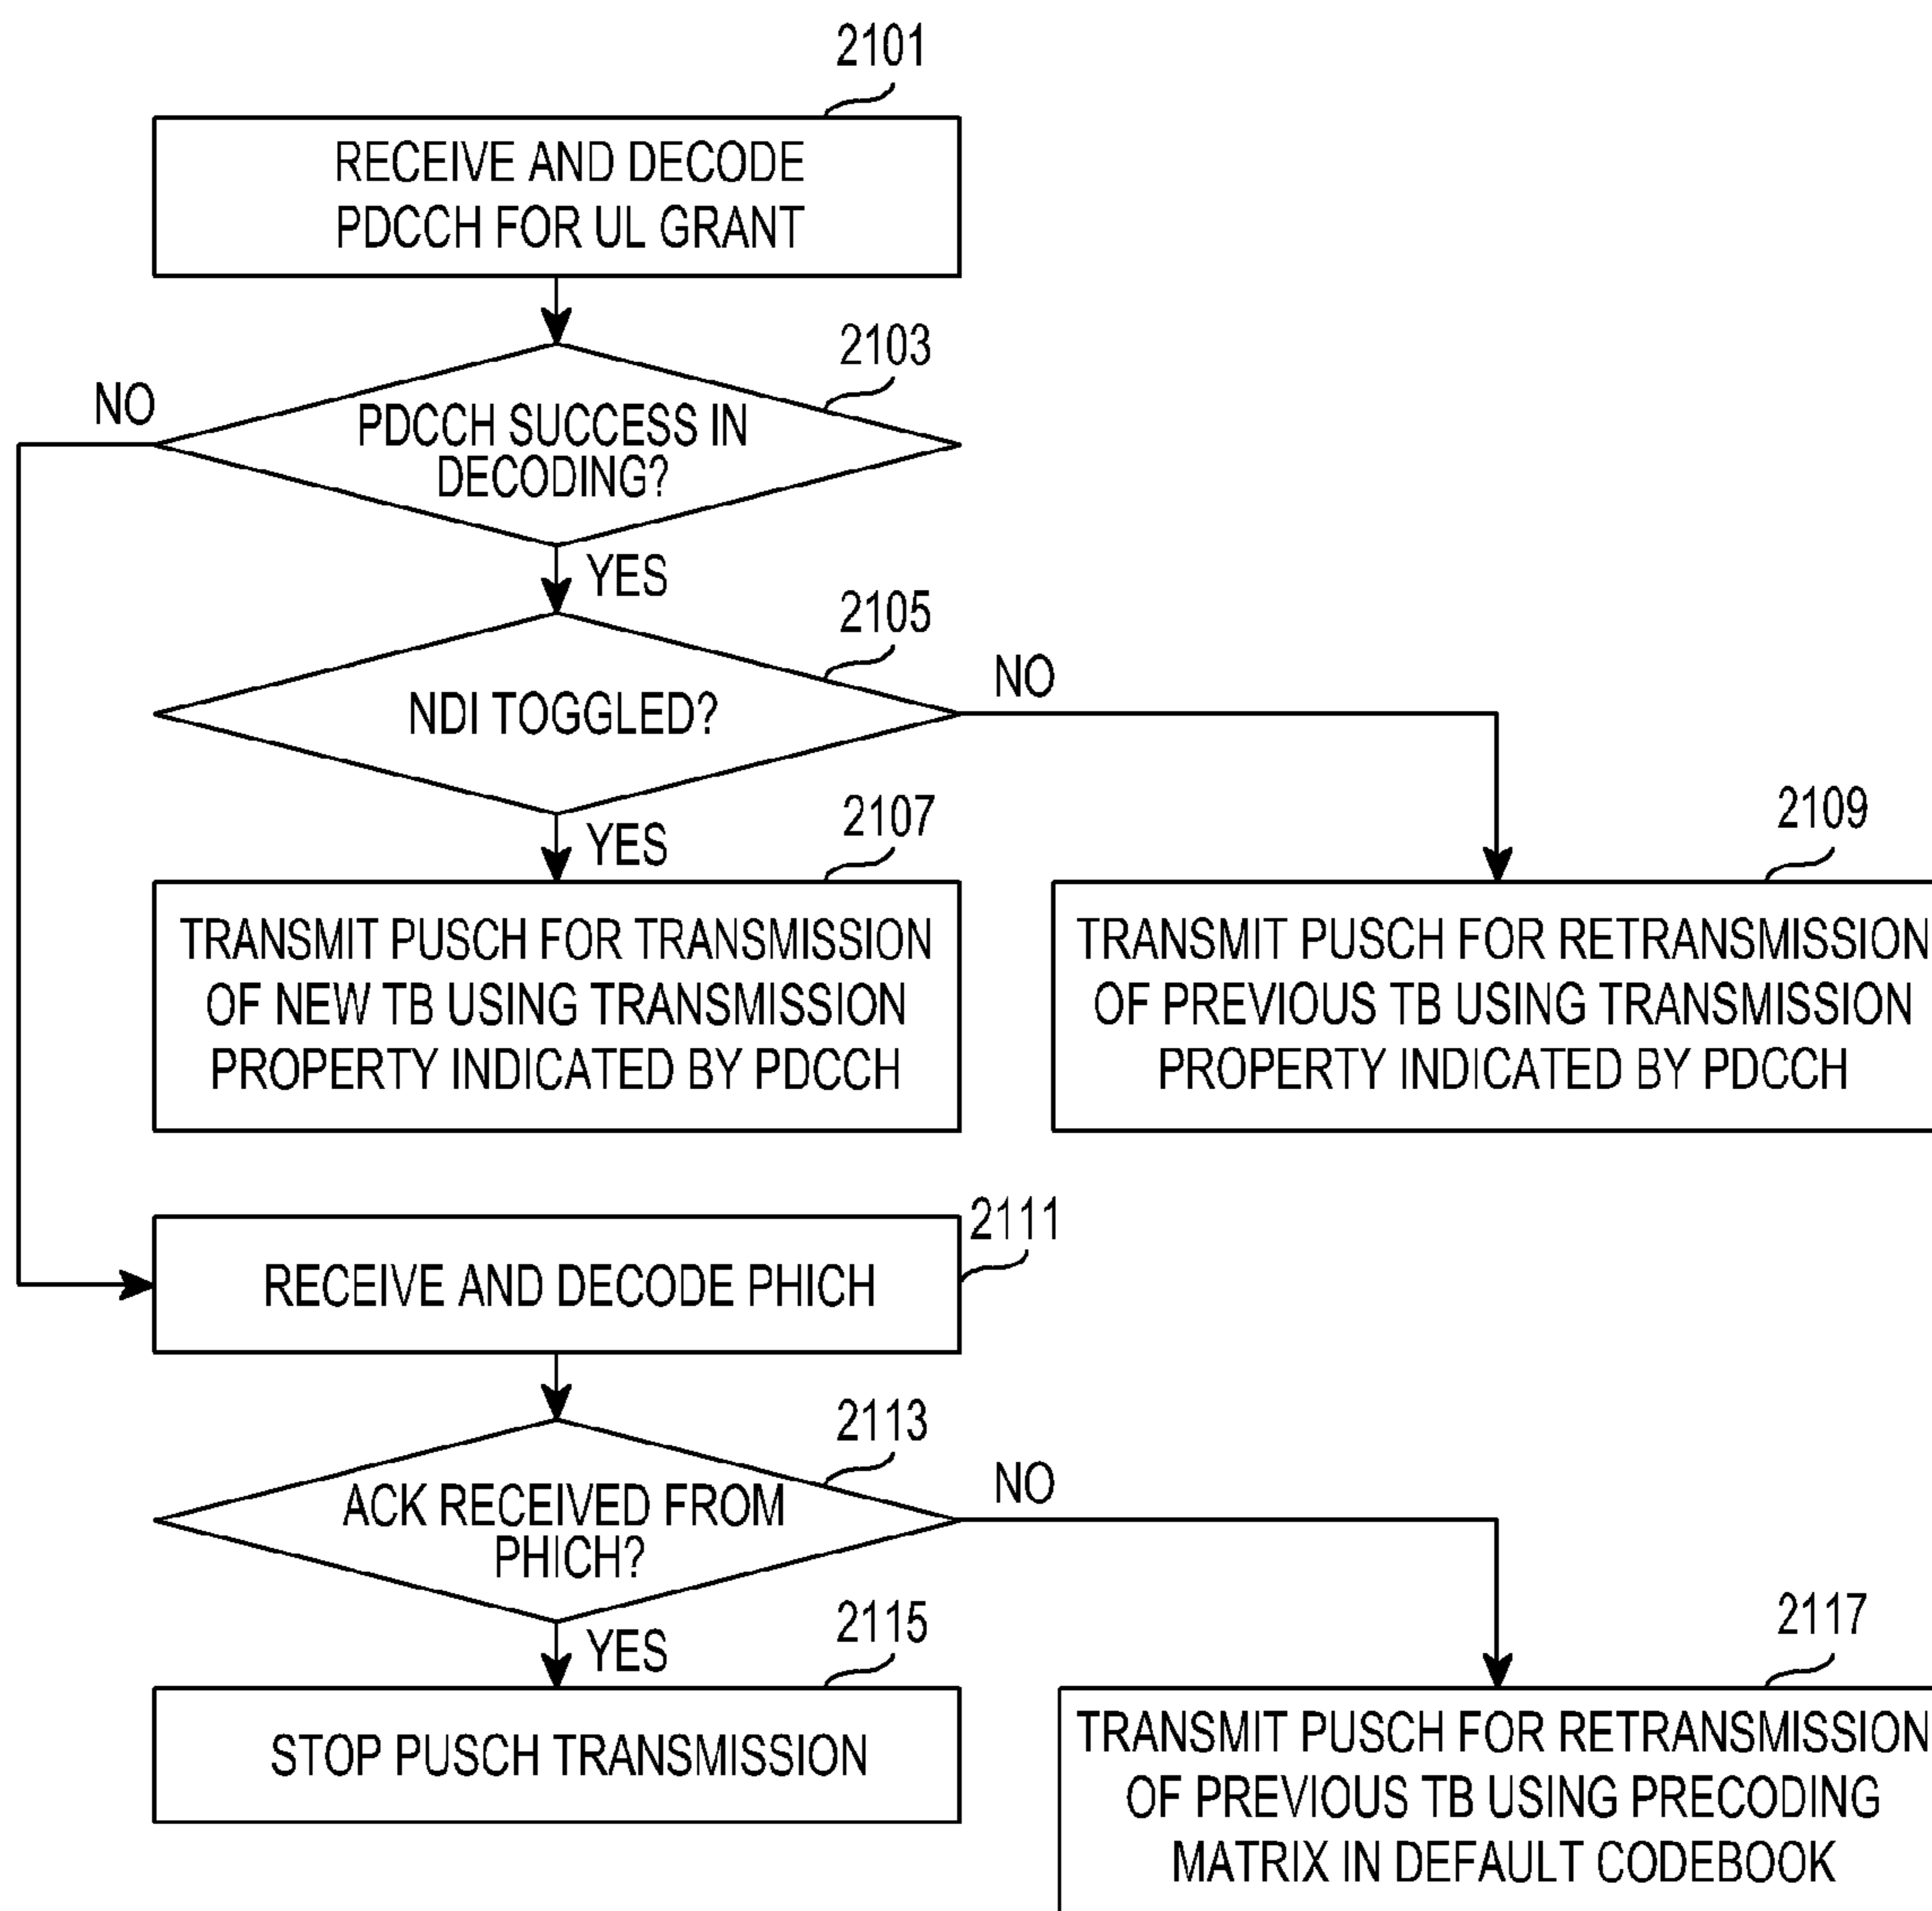 2101
RECEIVE AND DECODE
PDCCH FOR UL GRANT
2103
NO
PDCCH SUCCESS IN
DECODING?
YES
2105
NO
NDI TOGGLED?
YES
2107
TRANSMIT PUSCH FOR TRANSMISSION
OF NEW TB USING TRANSMISSION
PROPERTY INDICATED BY PDCCH
2109
TRANSMIT PUSCH FOR RETRANSMISSION
OF PREVIOUS TB USING TRANSMISSION
PROPERTY INDICATED BY PDCCH
2111
RECEIVE AND DECODE PHICH
2113
NO
ACK RECEIVED FROM
PHICH?
YES
2115
STOP PUSCH TRANSMISSION
2117
TRANSMIT PUSCH FOR RETRANSMISSION
OF PREVIOUS TB USING PRECODING
MATRIX IN DEFAULT CODEBOOK